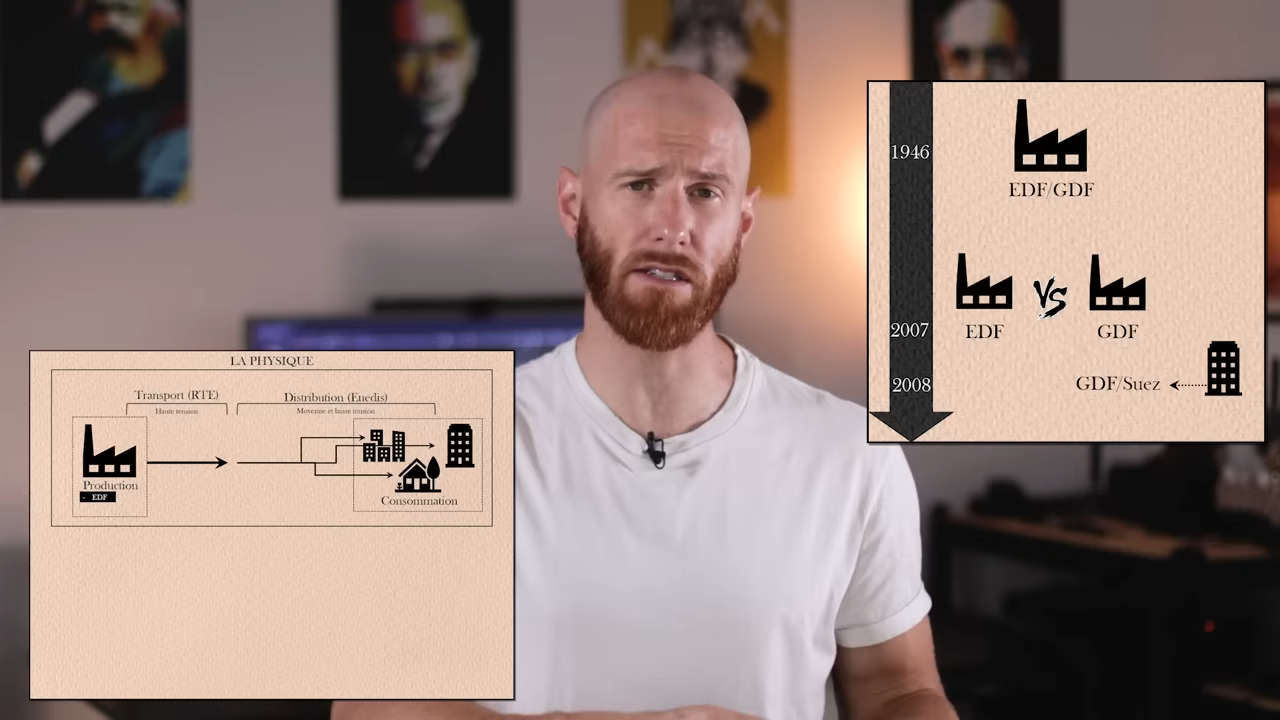 LA PHYSIQUE
Transport (RTE)
Haute tension
Distribution (Enedis)
Moyenne et basse tension
Production
- EDF
Consommation
1946
EDF/GDF
2007
EDF
VS
GDF
2008
GDF/Suez